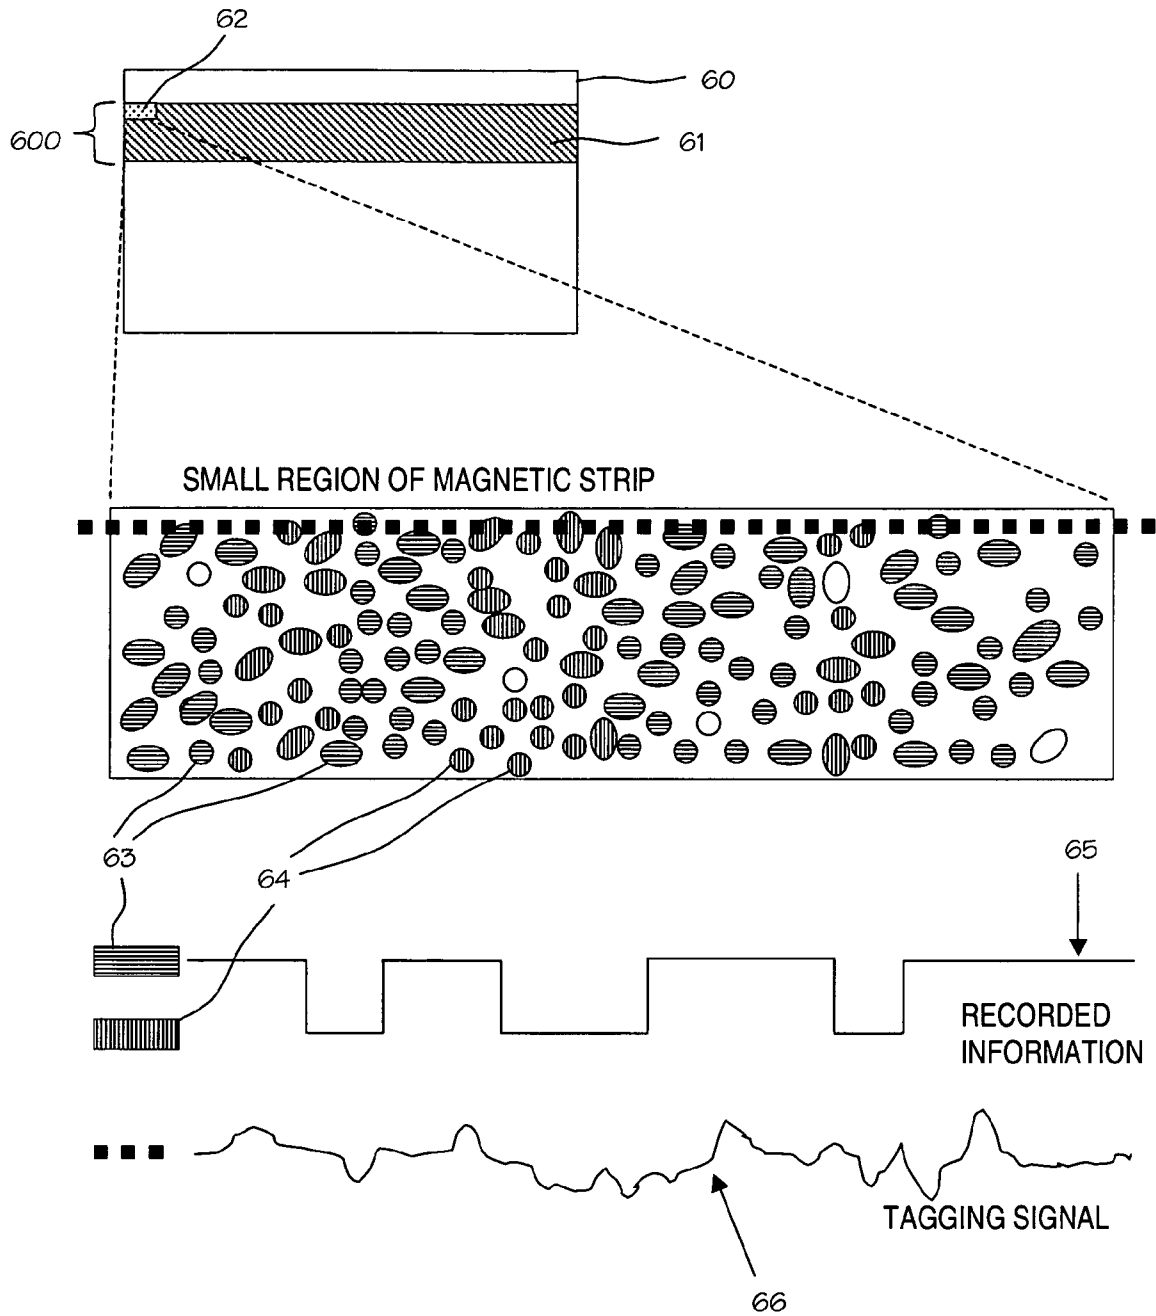 62
60
600
61
SMALL REGION OF MAGNETIC STRIP
63
64
65
RECORDED
INFORMATION
TAGGING SIGNAL
66